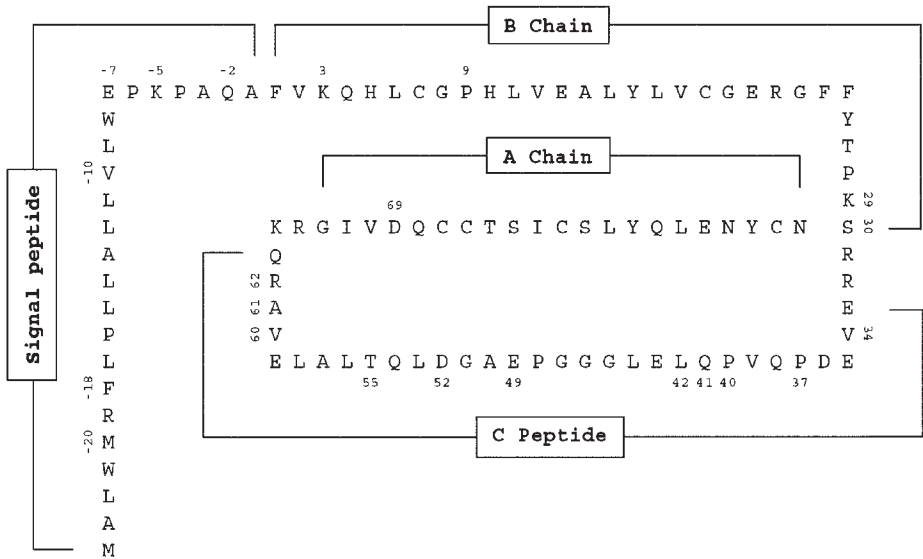 B Chain
-7 -5 -2 3 9
E P K P A Q A F V K Q H L C G P H L V E A L Y L V C G E R G F F
W Y
L T
A Chain
-10 V P
L K 29
69
L K R G I V D Q C C T S I C S L Y Q L E N Y C N S 30
A Q R
L 62 R R
L 61 A E
P 60 V V 34
Signal peptide
L E L A L T Q L D G A E P G G G L E L Q P V Q P D E
55 52 49 42 41 40 37
-18 F
R
-20 M
C Peptide
W
L
A
M